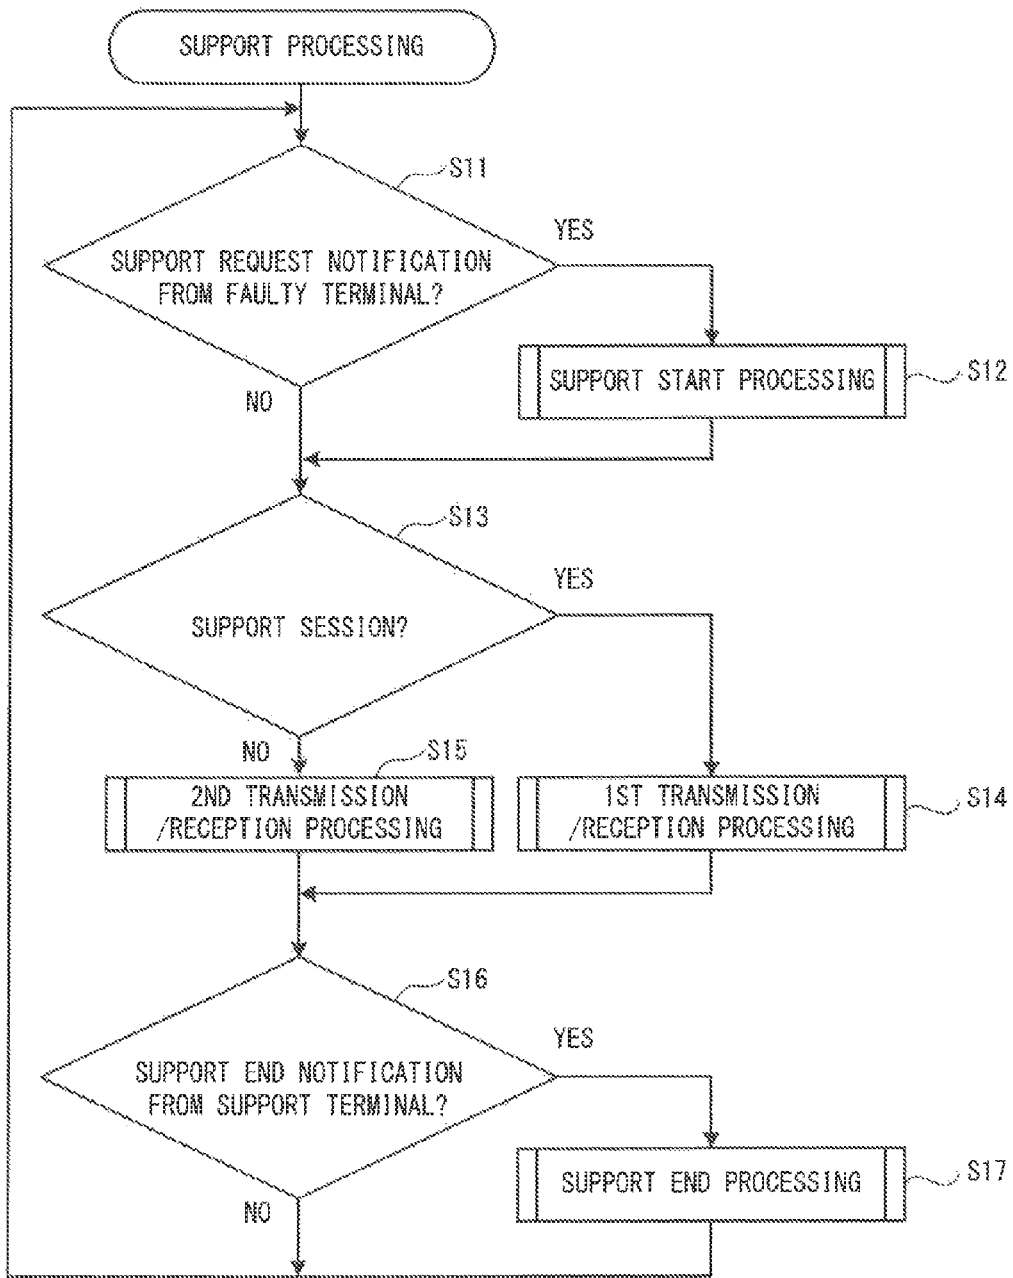 SUPPORT PROCESSING
S11
YES
SUPPORT REQUEST NOTIFICATION
FROM FAULTY TERMINAL?
NO
SUPPORT START PROCESSING
S12
S13
YES
SUPPORT SESSION?
NO
S15
2ND TRANSMISSION
/RECEPTION PROCESSING
1ST TRANSMISSION
/RECEPTION PROCESSING
S14
S16
YES
SUPPORT END NOTIFICATION
FROM SUPPORT TERMINAL?
NO
SUPPORT END PROCESSING
S17